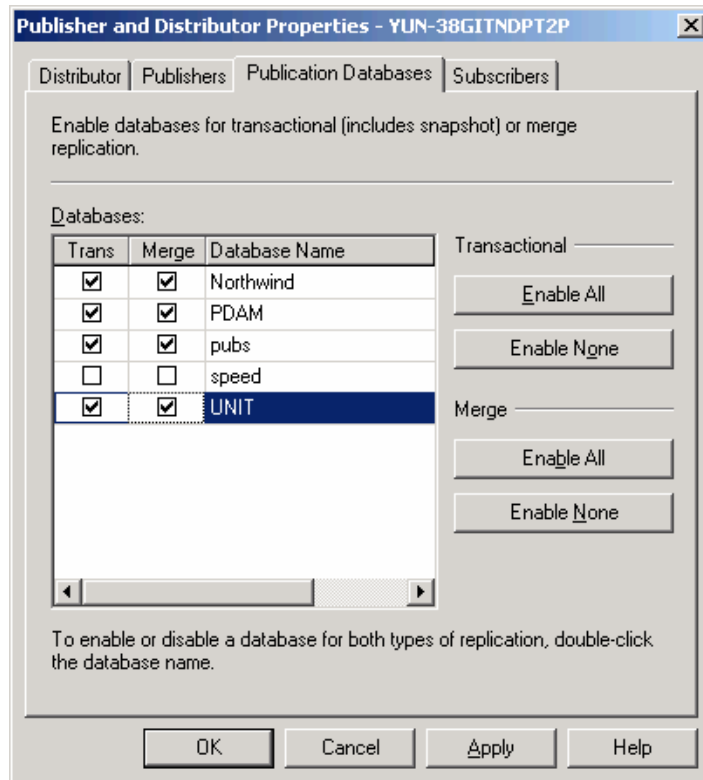 Publisher and Distributor Properties - YUN-38GITNDPT2P
Distributor Publishers Publication Databases Subscribers
Enable databases for transactional (includes snapshot) or merge
replication.
Databases:
Trans Merge Database Name
Northwind
PDAM
pubs
speed
UNIT
Transactional
Enable All
Enable None
Merge
Enable All
Enable None
To enable or disable a database for both types of replication, double-click
the database name.
OK Cancel Apply Help